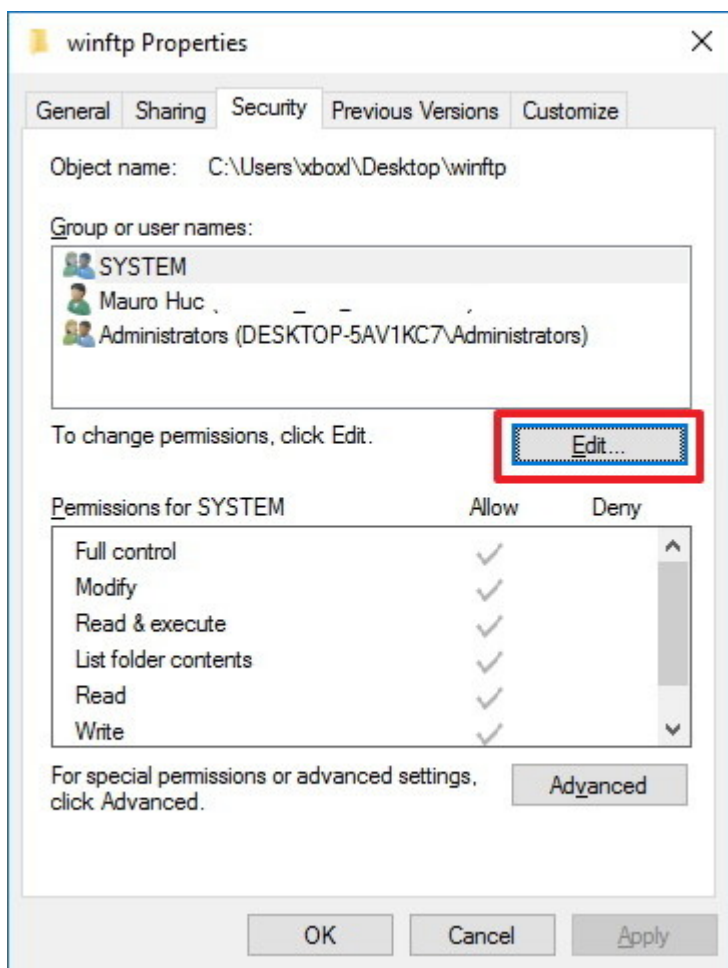 winftp Properties
General Sharing Security Previous Versions Customize
Object name: C:\Users\xboxl\Desktop\winftp
Group or user names:
SYSTEM
Mauro Huc
Administrators (DESKTOP-5AV1KC7\Administrators)
To change permissions, click Edit.
Edit...
Permissions for SYSTEM Allow Deny
Full control
Modify
Read & execute
List folder contents
Read
Write
For special permissions or advanced settings,
click Advanced.
Advanced
OK Cancel Apply